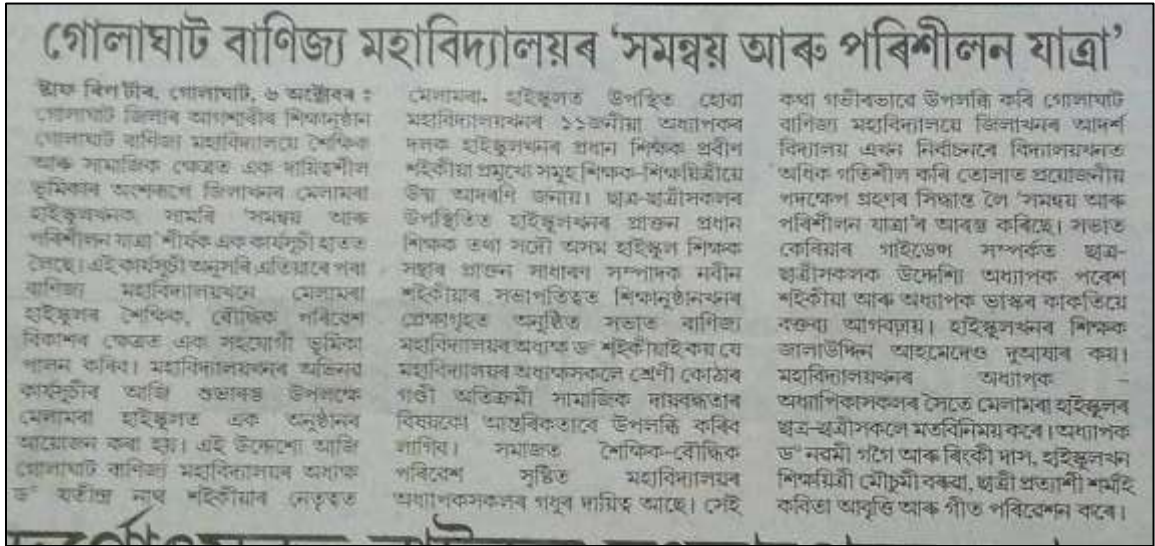 গোলাঘাট বাণিজ্য মহাবিদ্যালয়ৰ ‘সমন্বয় আৰু পৰিশীলন যাত্ৰা’
ষ্টাফ ৰিপৰ্টাৰ, গোলাঘাট, ৬ অক্টোবৰ :
গোলাঘাট জিলাৰ আগশাৰীৰ শিক্ষানুষ্ঠান
গোলাঘাট বাণিজ্য মহাবিদ্যালয়ে শৈক্ষিক
আৰু সামাজিক ক্ষেত্ৰত এক দায়িত্বশীল
ভূমিকাৰ অংশৰূপে জিলাখনৰ মেলামৰা
হাইস্কুলখনক সামৰি ‘সমন্বয় আৰু
পৰিশীলন যাত্ৰা’ শীৰ্ষক এক কাৰ্যসূচী হাতত
লৈছে। এই কাৰ্যসূচী অনুসৰি এতিয়াৰে পৰা
বাণিজ্য মহাবিদ্যালয়খনে মেলামৰা
হাইস্কুলৰ শৈক্ষিক, বৌদ্ধিক পৰিবেশ
বিকাশৰ ক্ষেত্ৰত এক সহযোগী ভূমিকা
পালন কৰিব। মহাবিদ্যালয়খনৰ অভিনৱ
কাৰ্যসূচীৰ আজি শুভাৰম্ভ উপলক্ষে
মেলামৰা হাইস্কুলত এক অনুষ্ঠানৰ
আয়োজন কৰা হয়। এই উদ্দেশ্যে আজি
গোলাঘাট বাণিজ্য মহাবিদ্যালয়ৰ অধ্যক্ষ
ড° যতীন্দ্ৰ নাথ শইকীয়াৰ নেতৃত্বত
মেলামৰা হাইস্কুলত উপস্থিত হোৱা
মহাবিদ্যালয়খনৰ ১১জনীয়া অধ্যাপকৰ
দলক হাইস্কুলখনৰ প্ৰধান শিক্ষক প্ৰবীণ
শইকীয়া প্ৰমুখ্যে সমূহ শিক্ষক-শিক্ষয়িত্ৰীয়ে
উষ্ম আদৰণি জনায়। ছাত্ৰ-ছাত্ৰীসকলৰ
উপস্থিতিত হাইস্কুলখনৰ প্ৰাক্তন প্ৰধান
শিক্ষক তথা সদৌ অসম হাইস্কুল শিক্ষক
সন্থাৰ প্ৰাক্তন সাধাৰণ সম্পাদক নবীন
শইকীয়াৰ সভাপতিত্বত শিক্ষানুষ্ঠানখনৰ
প্ৰেক্ষাগৃহত অনুষ্ঠিত সভাত বাণিজ্য
মহাবিদ্যালয়ৰ অধ্যক্ষ ড° শইকীয়াই কয় যে
মহাবিদ্যালয়ৰ অধ্যক্ষসকলে শ্ৰেণী কোঠাৰ
গণ্ডী অতিক্ৰমী সামাজিক দায়বদ্ধতাৰ
বিষয়কো আন্তৰিকতাৰে উপলব্ধি কৰিব
লাগিব। সমাজত শৈক্ষিক-বৌদ্ধিক
পৰিবেশ সৃষ্টিত মহাবিদ্যালয়ৰ
অধ্যাপকসকলৰ গধুৰ দায়িত্ব আছে। সেই
কথা গভীৰভাবে উপলব্ধি কৰি গোলাঘাট
বাণিজ্য মহাবিদ্যালয়ে জিলাখনৰ আদৰ্শ
বিদ্যালয় এখন নিৰ্বাচনৰে বিদ্যালয়খনত
অধিক গতিশীল কৰি তোলাত প্ৰয়োজনীয়
পদক্ষেপ গ্ৰহণৰ সিদ্ধান্ত লৈ ‘সমন্বয় আৰু
পৰিশীলন যাত্ৰা’ৰ আৰম্ভ কৰিছে। সভাত
কেৰিয়াৰ গাইডেন্স সম্পৰ্কত ছাত্ৰ-
ছাত্ৰীসকলক উদ্দেশ্যি অধ্যাপক পৰেশ
শইকীয়া আৰু অধ্যাপক ভাস্কৰ কাকতিয়ে
বক্তব্য আগবঢ়ায়। হাইস্কুলখনৰ শিক্ষক
জালাউদ্দিন আহমেদেও দুআষাৰ কয়।
মহাবিদ্যালয়খনৰ অধ্যাপক –
অধ্যাপিকাসকলৰ সৈতে মেলামৰা হাইস্কুলৰ
ছাত্ৰ-ছাত্ৰীসকলে মতবিনিময় কৰে। অধ্যাপক
ড° নৱমী গগৈ আৰু ৰিংকী দাস, হাইস্কুলখন
শিক্ষয়িত্ৰী মৌচুমী বৰুৱা, ছাত্ৰী প্ৰত্যাশী শৰ্মাই
কবিতা আবৃত্তি আৰু গীত পৰিবেশন কৰে।